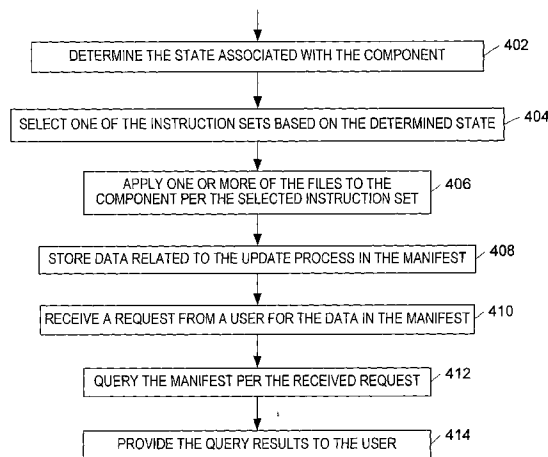 DETERMINE THE STATE ASSOCIATED WITH THE COMPONENT
402
SELECT ONE OF THE INSTRUCTION SETS BASED ON THE DETERMINED STATE
404
APPLY ONE OR MORE OF THE FILES TO THE
COMPONENT PER THE SELECTED INSTRUCTION SET
406
STORE DATA RELATED TO THE UPDATE PROCESS IN THE MANIFEST
408
RECEIVE A REQUEST FROM A USER FOR THE DATA IN THE MANIFEST
410
QUERY THE MANIFEST PER THE RECEIVED REQUEST
412
PROVIDE THE QUERY RESULTS TO THE USER
414